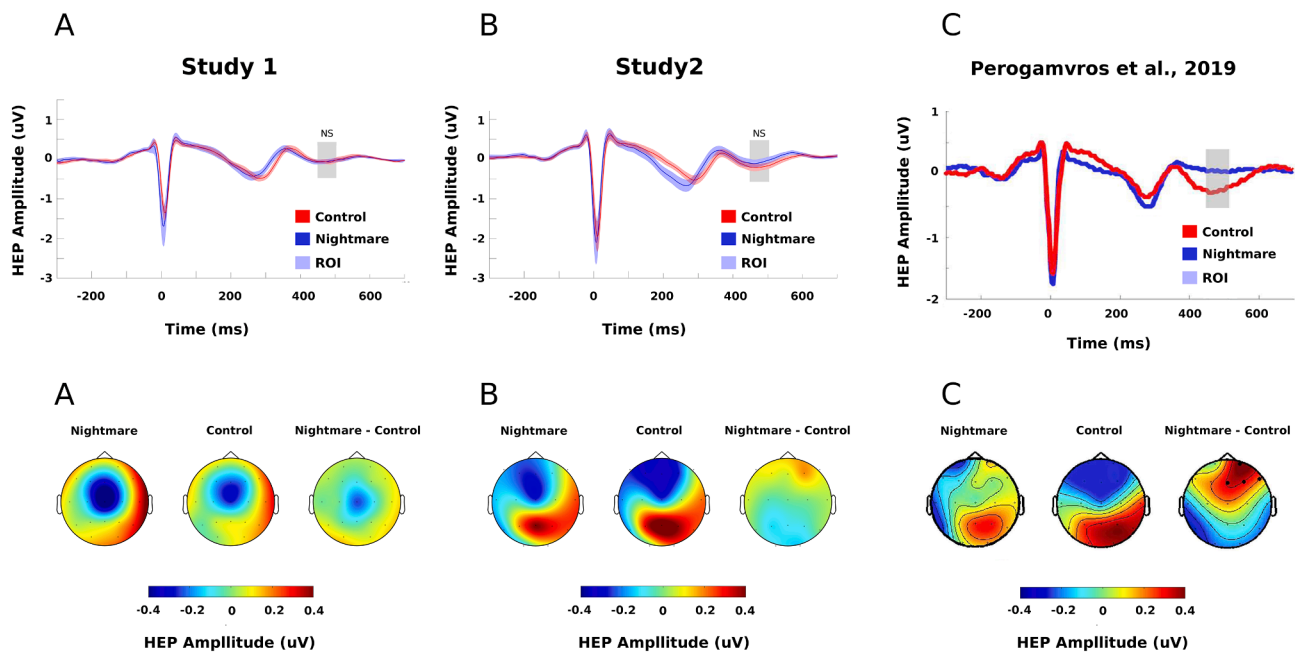 A
B
C
Study 1
Study2
Perogamvros et al., 2019
HEP Ampllitude (uV)
1
0
-1
-2
-3
NS
Control
Nightmare
ROI
-200
0
200
400
600
Time (ms)
HEP Ampllitude (uV)
1
0
-1
-2
-3
NS
Control
Nightmare
ROI
-200
0
200
400
600
Time (ms)
HEP Ampllitude (uV)
1
0
-1
-2
Control
Nightmare
ROI
-200
0
200
400
600
Time (ms)
A
Nightmare
Control
Nightmare - Control
-0.4
-0.2
0
0.2
0.4
HEP Ampllitude (uV)
B
Nightmare
Control
Nightmare - Control
-0.4
-0.2
0
0.2
0.4
HEP Ampllitude (uV)
C
Nightmare
Control
Nightmare - Control
-0.4
-0.2
0
0.2
0.4
HEP Ampllitude (uV)